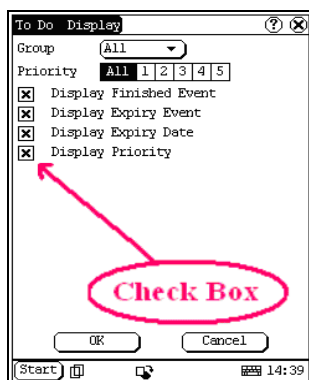 To Do Display ?
Group All
Priority All 1 2 3 4 5
Display Finished Event
Display Expiry Event
Display Expiry Date
Display Priority
Check Box
OK Cancel
Start 14:39